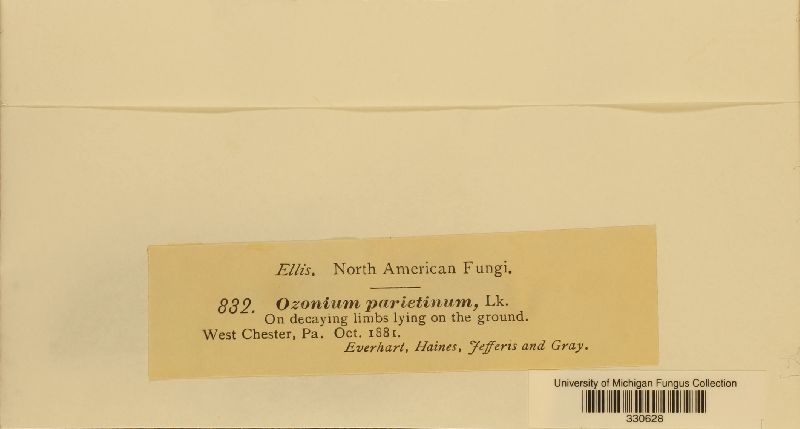 Ellis. North American Fungi.
832. Ozonium parietinum, Lk.
On decaying limbs lying on the ground.
West Chester, Pa. Oct. 1881.
Everhart, Haines, Jefferis and Gray.
University of Michigan Fungus Collection
330628